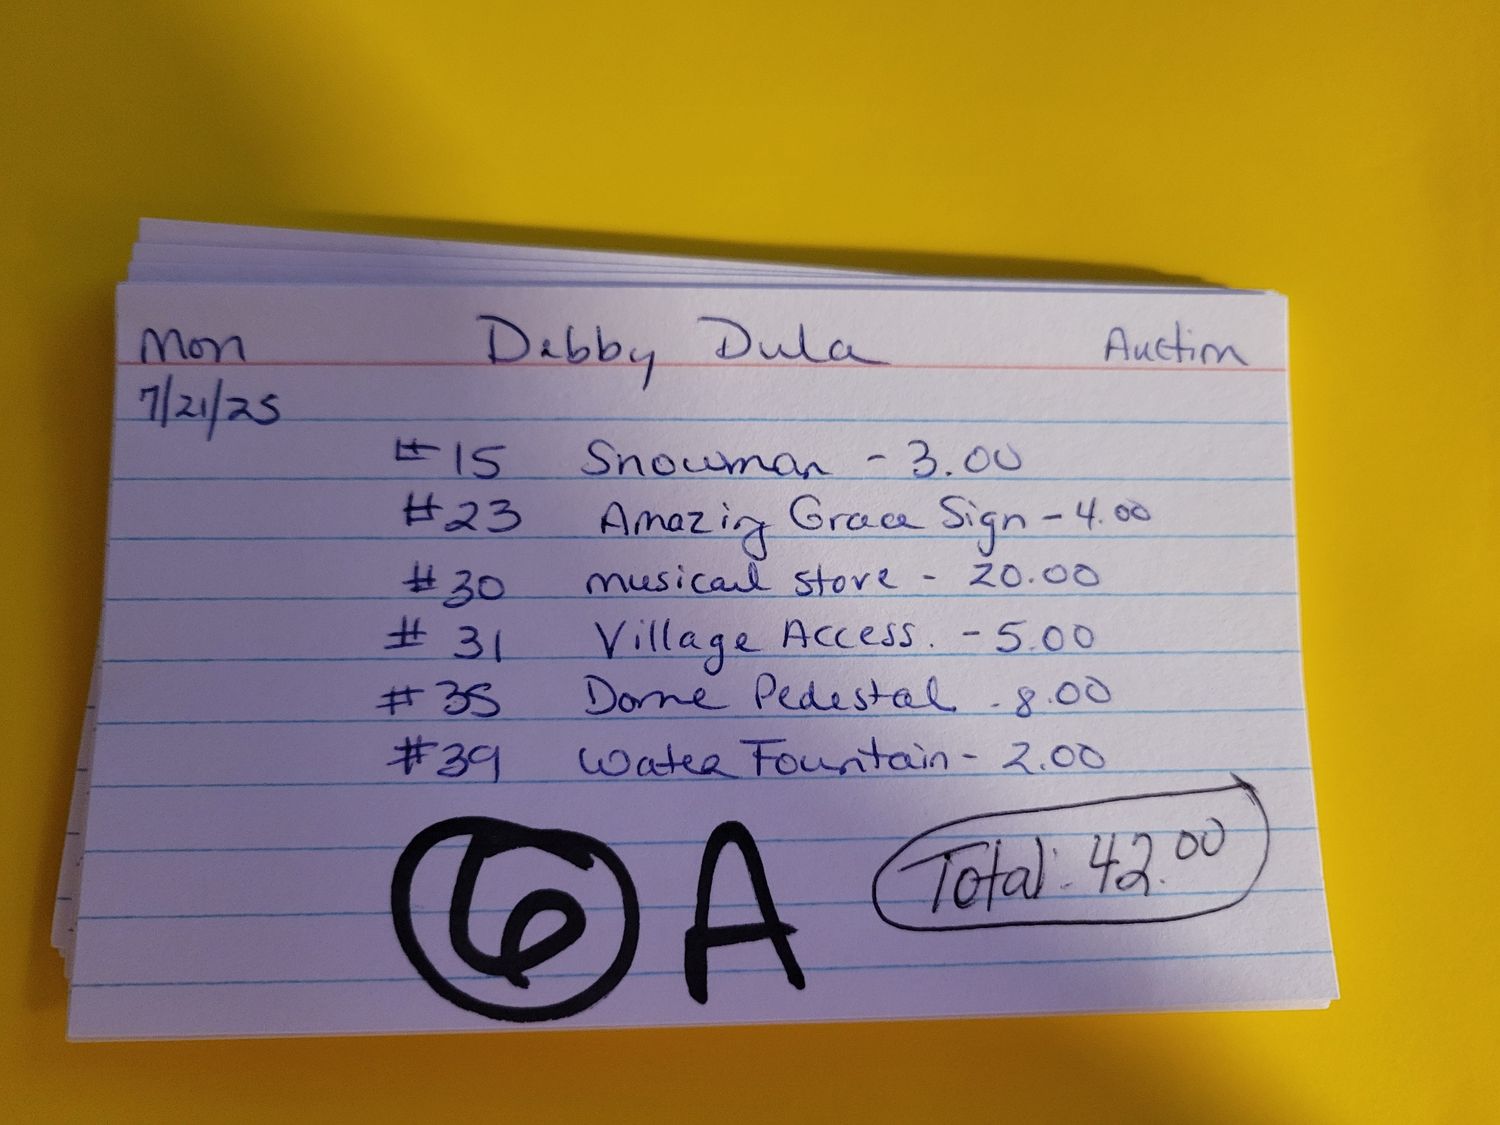 Mon Debby Dula Auction
7/21/25
#15 Snowman - 3.00
#23 Amazing Grace Sign - 4.00
#30 musical store - 20.00
# 31 Village Access. - 5.00
#35 Dome Pedestal - 8.00
#39 Water Fountain - 2.00
6 A Total: 42.00